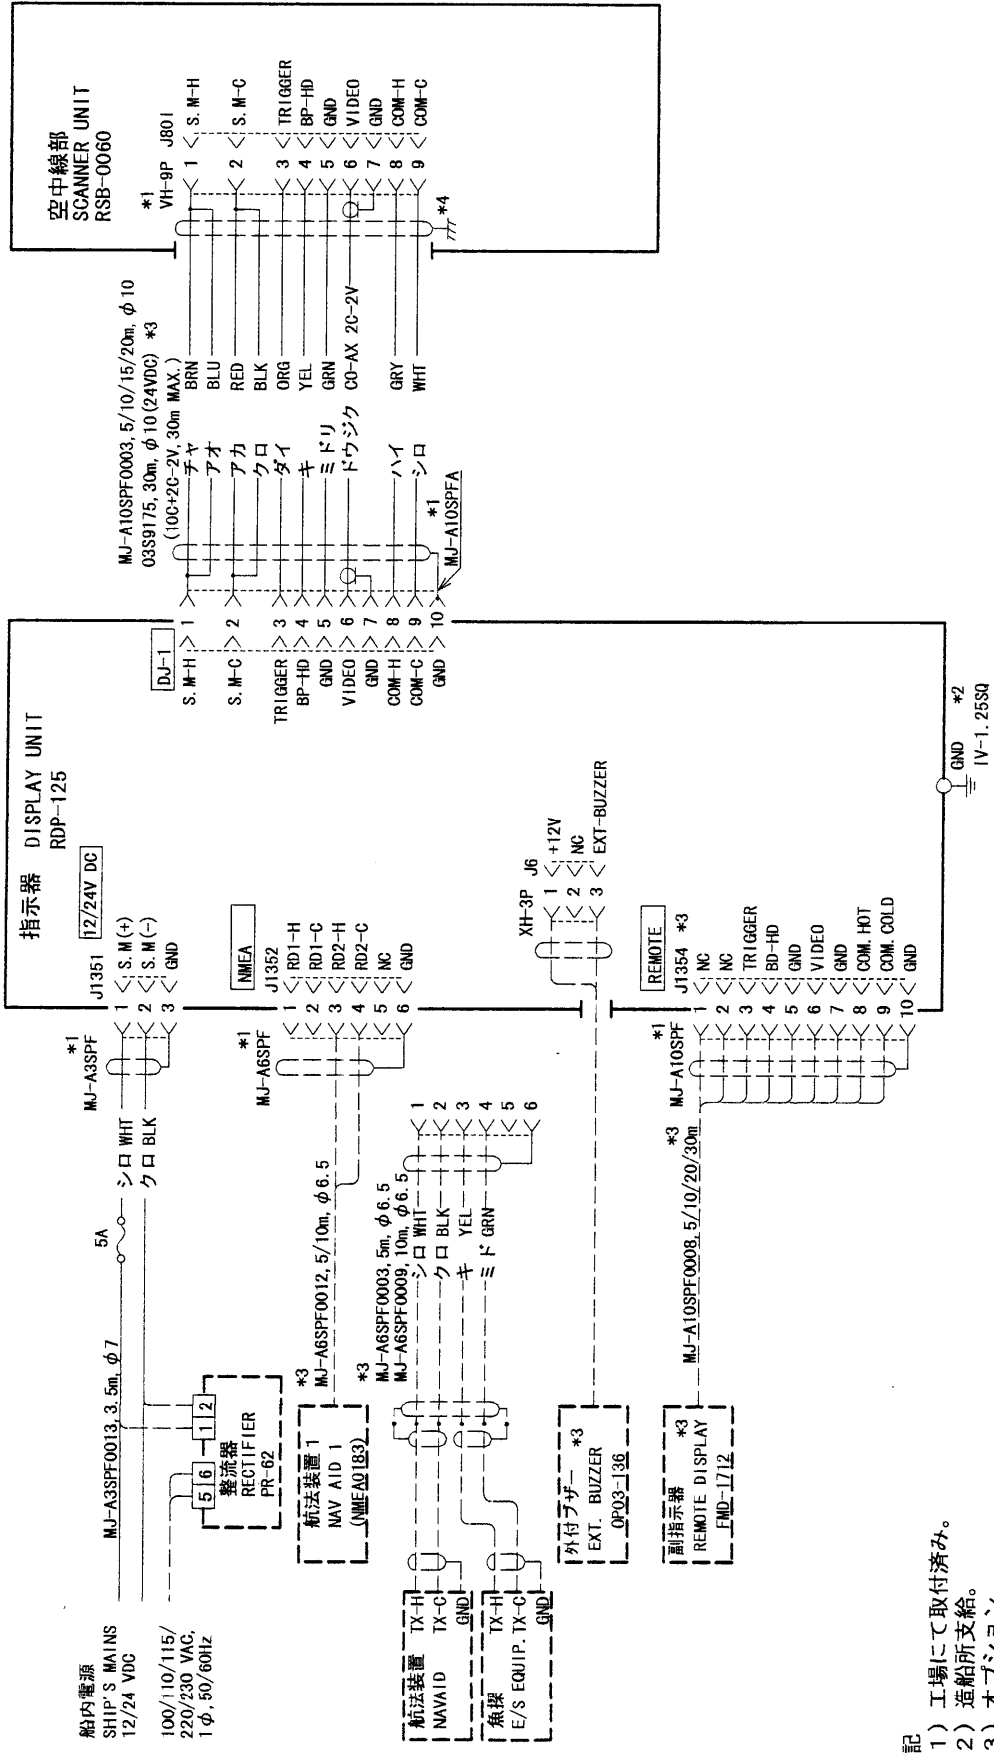 空中線部
SCANNER UNIT
RSB-0060
*1
VH-9P J801
1 S.M-H
2 S.M-C
3 TRIGGER
4 BP-HD
5 GND
6 VIDEO
7 GND
8 COM-H
9 COM-C
*4
MJ-A10SPF0003, 5/10/15/20m, φ10
03S9175, 30m, φ10 (24VDC) *3
(10C+2C-2V, 30m MAX.)
チャ BRN
アオ BLU
アカ RED
クロ BLK
ダイ ORG
キ YEL
ミドリ GRN
ドウジク CO-AX 2C-2V
ハイ GRY
シロ WHT
*1
MJ-A10SPFA
指示器 DISPLAY UNIT
RDP-125
DJ-1
S.M-H 1
S.M-C 2
TRIGGER 3
BP-HD 4
GND 5
VIDEO 6
GND 7
COM-H 8
COM-C 9
GND 10
12/24V DC
*1
MJ-A3SPF J1351
1 S.M(+)
2 S.M(-)
3 GND
NMEA
*1
MJ-A6SPF J1352
1 RD1-H
2 RD1-C
3 RD2-H
4 RD2-C
5 NC
6 GND
XH-3P J6
1 +12V
2 NC
3 EXT-BUZZER
REMOTE
*1
MJ-A10SPF J1354 *3
1 NC
2 NC
3 TRIGGER
4 BD-HD
5 GND
6 VIDEO
7 GND
8 COM.HOT
9 COM.COLD
10 GND
GND *2
IV-1.25SQ
船内電源
SHIP'S MAINS
12/24 VDC
100/110/115/
220/230 VAC,
1φ, 50/60Hz
MJ-A3SPF0013, 3.5m, φ7
5A
シロ WHT
クロ BLK
5 6 1 2
整流器
RECTIFIER
PR-62
*3
航法装置1
NAV AID 1
(NMEA0183)
MJ-A6SPF0012, 5/10m, φ6.5
*3
MJ-A6SPF0003, 5m, φ6.5
MJ-A6SPF0009, 10m, φ6.5
シロ WHT 1
クロ BLK 2
キ YEL 3
ミド GRN 4
5
6
航法装置 TX-H
NAVAID TX-C
GND
魚探 TX-H
E/S EQUIP. TX-C
GND
外付ブザー *3
EXT. BUZZER
OP03-136
副指示器 *3
REMOTE DISPLAY
FMD-1712
*3
MJ-A10SPF0008, 5/10/20/30m
記
1) 工場にて取付済み。
2) 造船所支給。
3) オプション